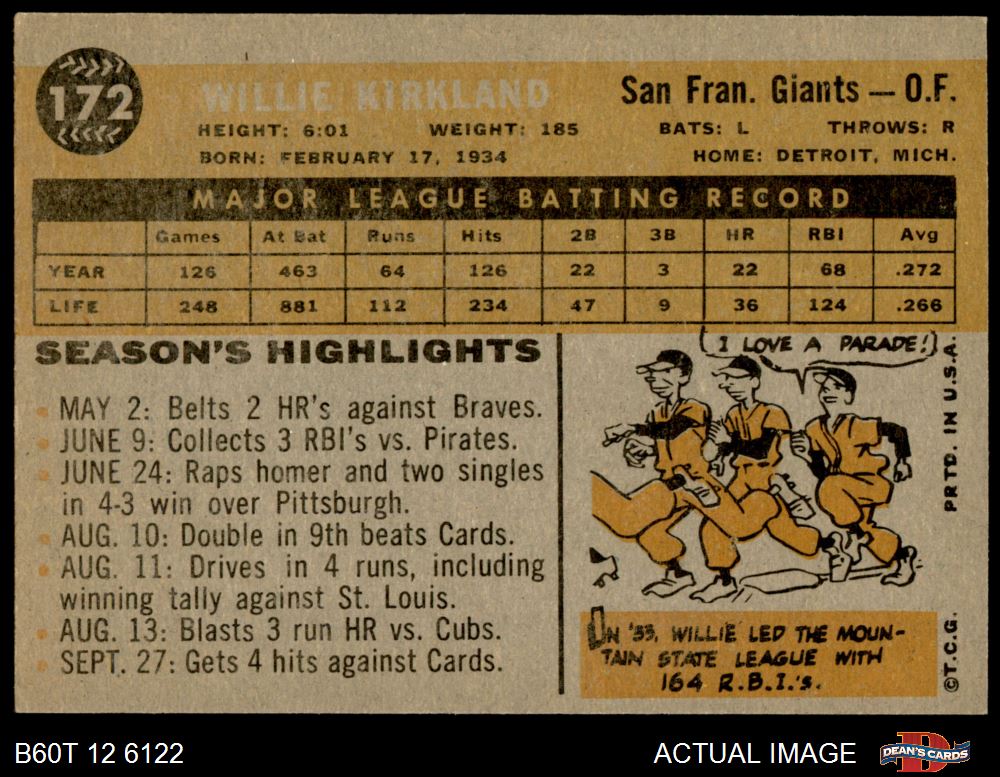 172
WILLIE KIRKLAND
San Fran. Giants — O.F.
HEIGHT: 6:01 WEIGHT: 185 BATS: L THROWS: R
BORN: FEBRUARY 17, 1934 HOME: DETROIT, MICH.
MAJOR LEAGUE BATTING RECORD
Games At Bat Runs Hits 2B 3B HR RBI Avg
YEAR 126 463 64 126 22 3 22 68 .272
LIFE 248 881 112 234 47 9 36 124 .266
SEASON'S HIGHLIGHTS
MAY 2: Belts 2 HR's against Braves.
JUNE 9: Collects 3 RBI's vs. Pirates.
JUNE 24: Raps homer and two singles
in 4-3 win over Pittsburgh.
AUG. 10: Double in 9th beats Cards.
AUG. 11: Drives in 4 runs, including
winning tally against St. Louis.
AUG. 13: Blasts 3 run HR vs. Cubs.
SEPT. 27: Gets 4 hits against Cards.
I LOVE A PARADE!
ON '53, WILLIE LED THE MOUN-
TAIN STATE LEAGUE WITH
164 R.B.I.'s.
PRTD. IN U.S.A.
©T.C.G.
B60T 12 6122
ACTUAL IMAGE
DEAN'S CARDS